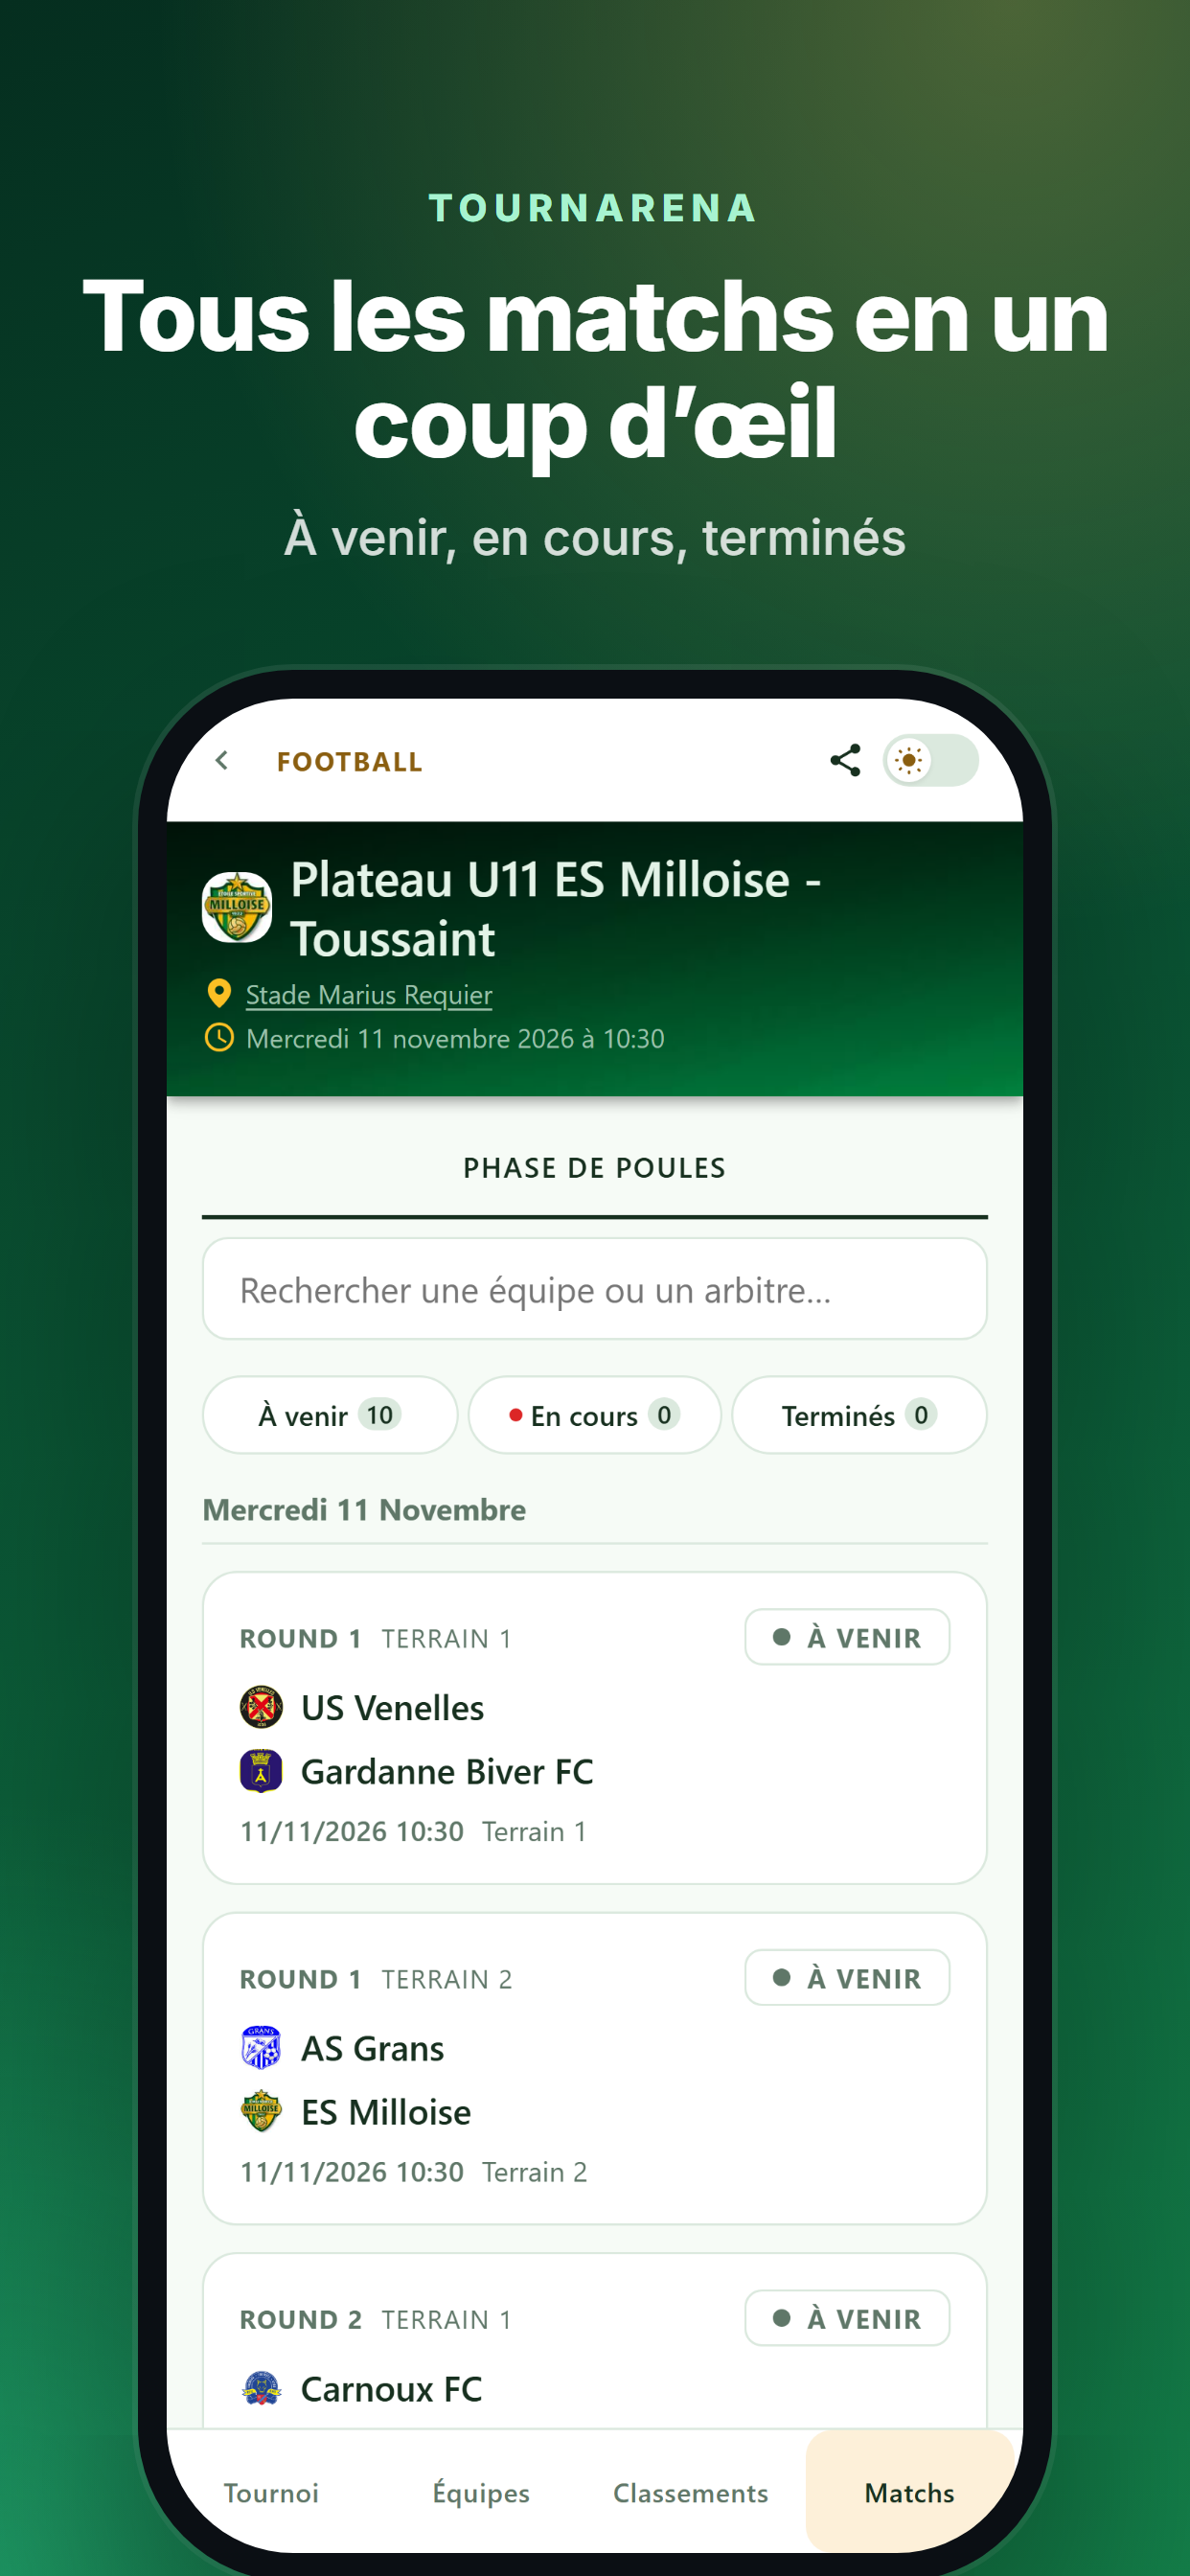 TOURNARENA
Tous les matchs en un
coup d’œil
À venir, en cours, terminés
FOOTBALL
MILLOISE
Plateau U11 ES Milloise -
Toussaint
Stade Marius Requier
Mercredi 11 novembre 2026 à 10:30
PHASE DE POULES
Rechercher une équipe ou un arbitre...
À venir 10 En cours 0 Terminés 0
Mercredi 11 Novembre
ROUND 1 TERRAIN 1 À VENIR
US Venelles
Gardanne Biver FC
11/11/2026 10:30 Terrain 1
ROUND 1 TERRAIN 2 À VENIR
GRANS
AS Grans
MILLOISE
ES Milloise
11/11/2026 10:30 Terrain 2
ROUND 2 TERRAIN 1 À VENIR
Carnoux FC
Tournoi Équipes Classements Matchs